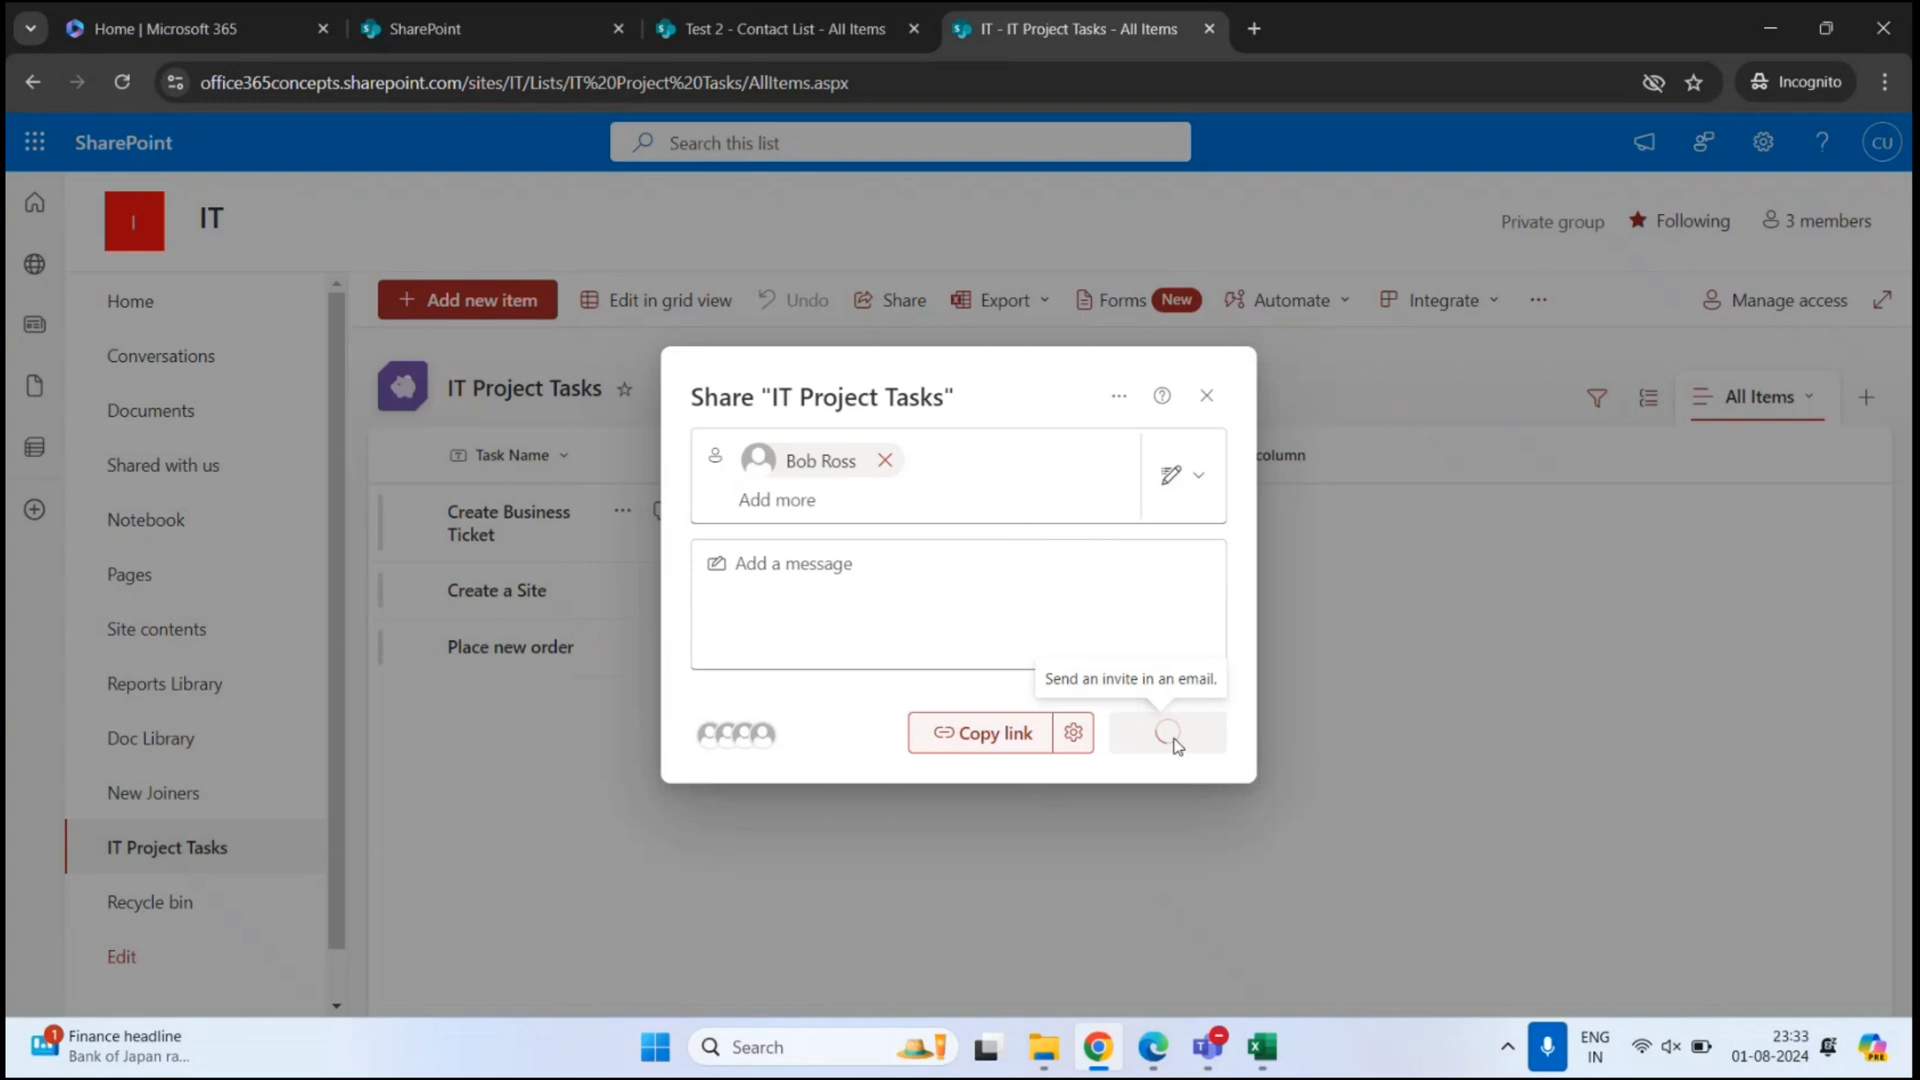 Home | Microsoft 365
SharePoint
Test 2 - Contact List - All Items
IT - IT Project Tasks - All Items
office365concepts.sharepoint.com/sites/IT/Lists/IT%20Project%20Tasks/AllItems.aspx
Incognito
SharePoint
Search this list
CU
I
IT
Private group
Following
3 members
Home
Conversations
Documents
Shared with us
Notebook
Pages
Site contents
Reports Library
Doc Library
New Joiners
IT Project Tasks
Recycle bin
Edit
Add new item
Edit in grid view
Undo
Share
Export
Forms
New
Automate
Integrate
Manage access
IT Project Tasks
All Items
Task Name
column
Create Business
Ticket
Create a Site
Place new order
Share "IT Project Tasks"
Bob Ross
Add more
Add a message
Send an invite in an email.
Copy link
1
Finance headline
Bank of Japan ra...
Search
ENG
IN
23:33
01-08-2024
PRE